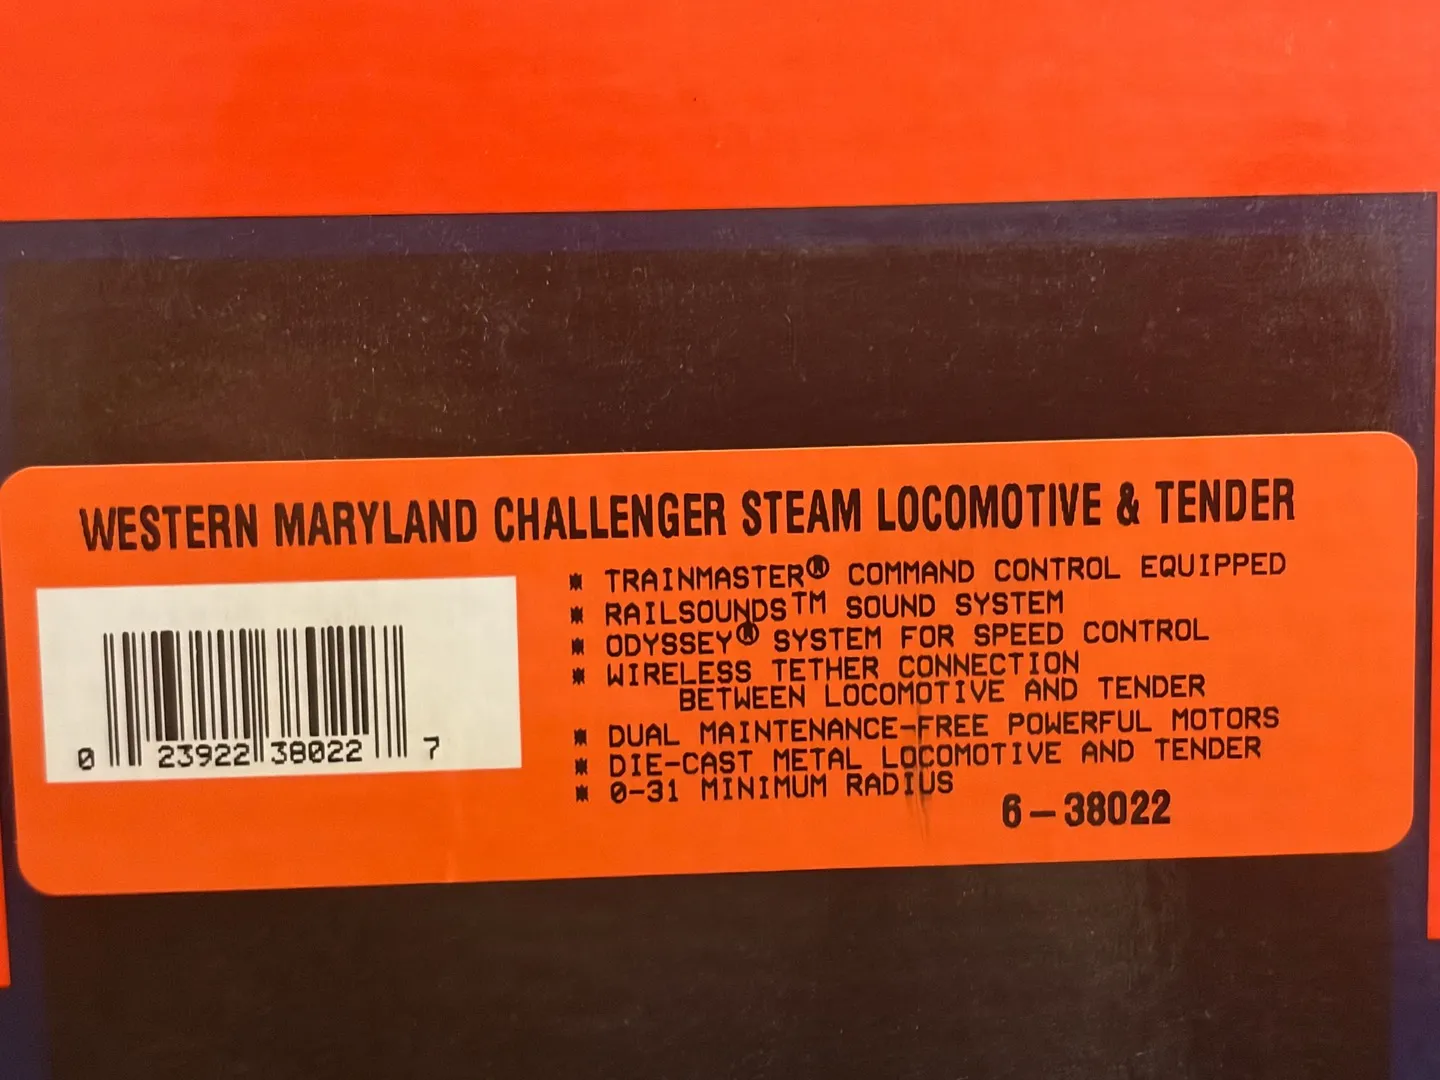 WESTERN MARYLAND CHALLENGER STEAM LOCOMOTIVE & TENDER
* TRAINMASTER® COMMAND CONTROL EQUIPPED
* RAILSOUNDS™ SOUND SYSTEM
* ODYSSEY® SYSTEM FOR SPEED CONTROL
* WIRELESS TETHER CONNECTION
BETWEEN LOCOMOTIVE AND TENDER
* DUAL MAINTENANCE-FREE POWERFUL MOTORS
* DIE-CAST METAL LOCOMOTIVE AND TENDER
* 0-31 MINIMUM RADIUS
6-38022
0 23922 38022 7